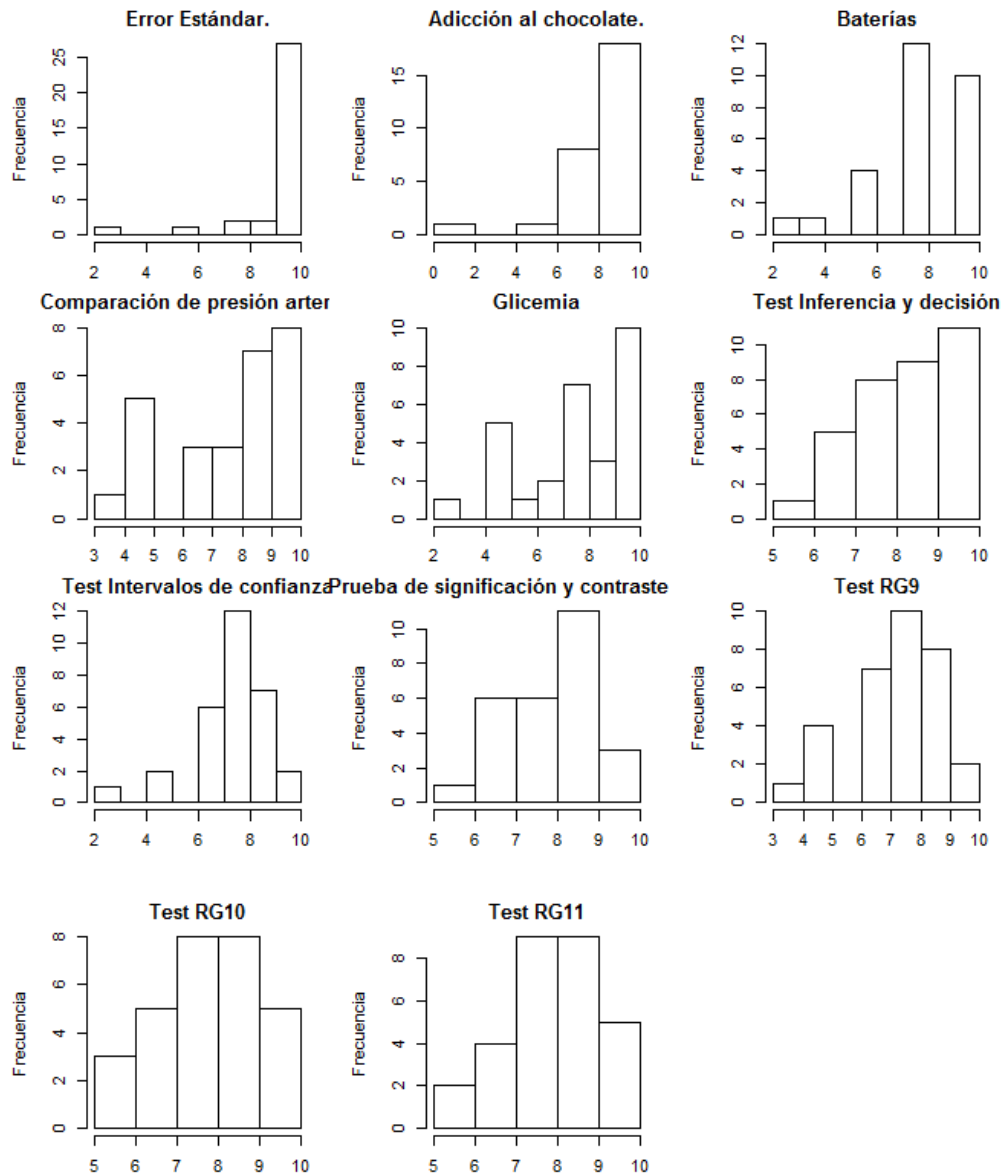 Error Estándar.
Frecuencia
0 5 10 15 20 25
2 4 6 8 10
Adicción al chocolate.
Frecuencia
0 5 10 15
0 2 4 6 8 10
Baterías
Frecuencia
0 2 4 6 8 10 12
2 4 6 8 10
Comparación de presión arter
Frecuencia
0 2 4 6 8
3 4 5 6 7 8 9 10
Glicemia
Frecuencia
0 2 4 6 8 10
2 4 6 8 10
Test Inferencia y decisión
Frecuencia
0 2 4 6 8 10
5 6 7 8 9 10
Test Intervalos de confianza
Frecuencia
0 2 4 6 8 10 12
2 4 6 8 10
Prueba de significación y contraste
Frecuencia
0 2 4 6 8 10
5 6 7 8 9 10
Test RG9
Frecuencia
0 2 4 6 8 10
3 4 5 6 7 8 9 10
Test RG10
Frecuencia
0 2 4 6 8
5 6 7 8 9 10
Test RG11
Frecuencia
0 2 4 6 8
5 6 7 8 9 10